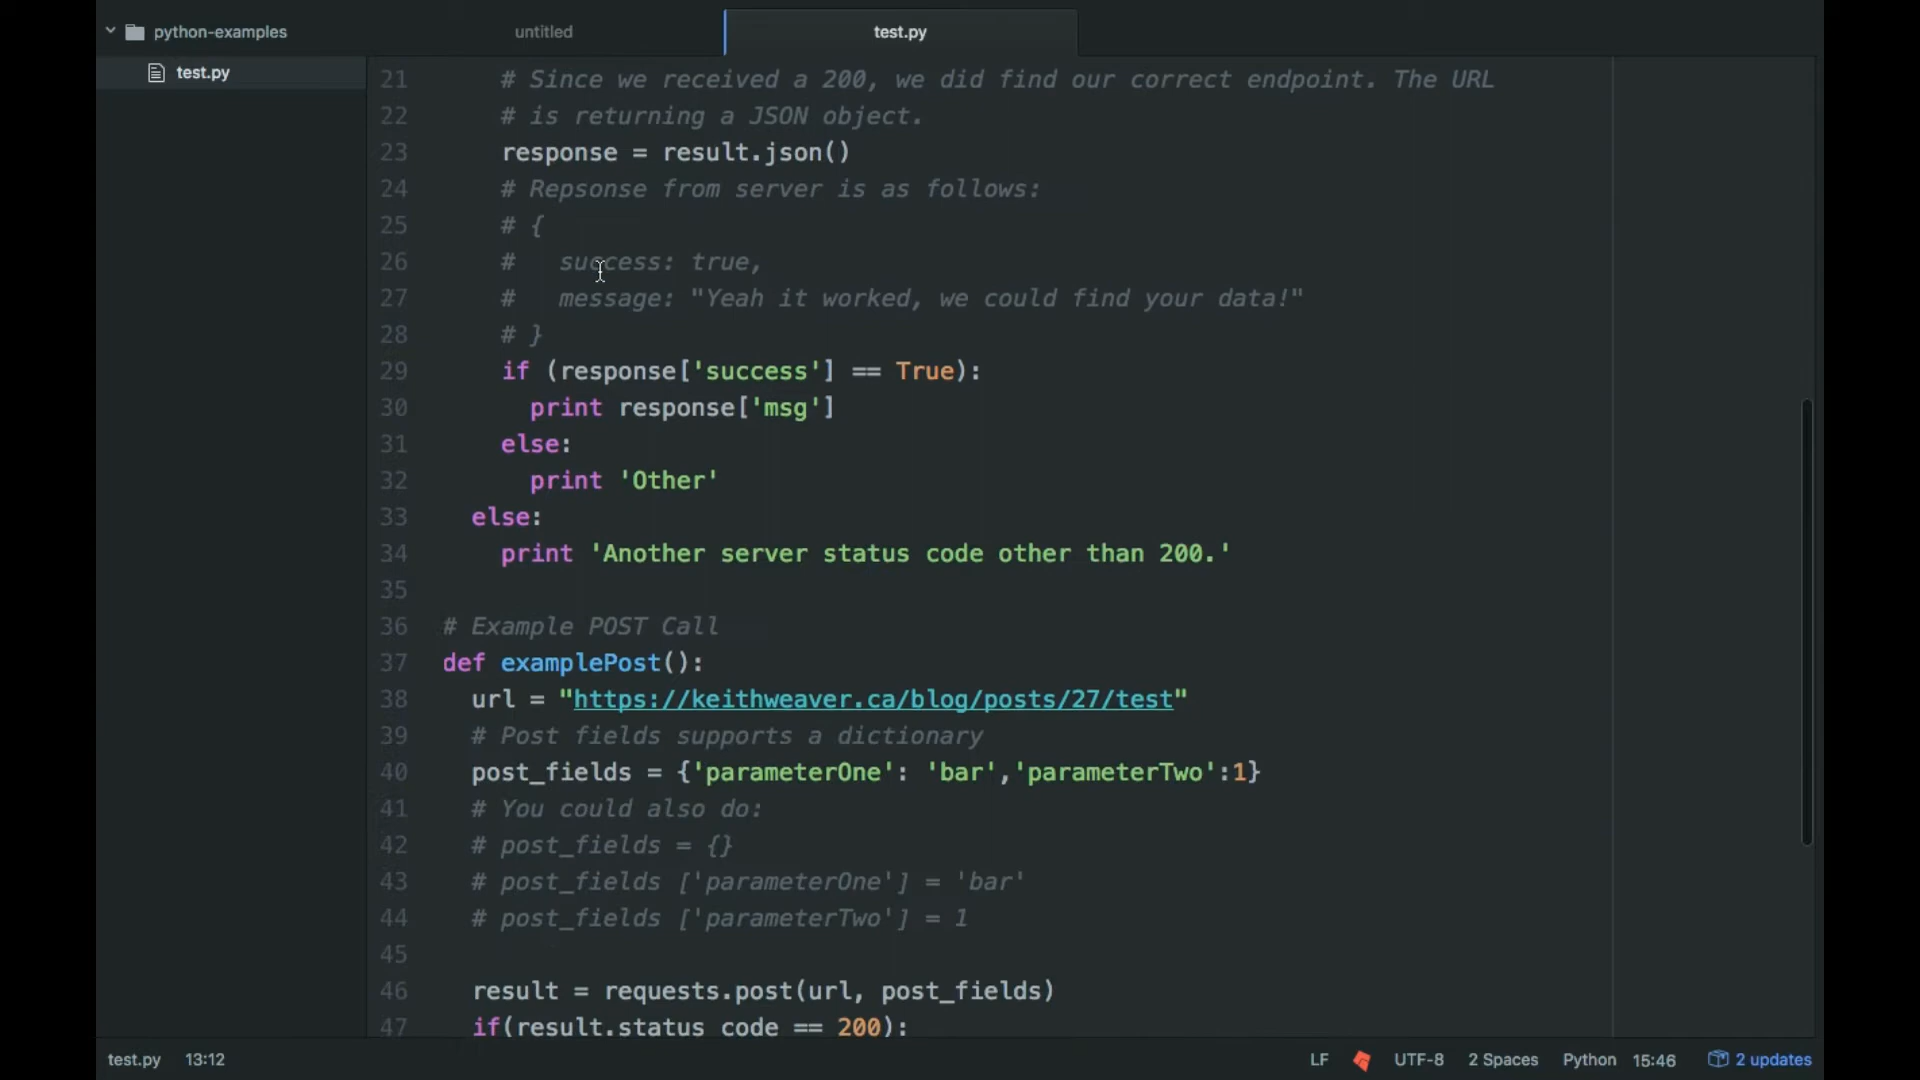 python-examples
untitled
test.py
test.py
21 # Since we received a 200, we did find our correct endpoint. The URL
22 # is returning a JSON object.
23 response = result.json()
24 # Repsonse from server is as follows:
25 # {
26 #   success: true,
27 #   message: "Yeah it worked, we could find your data!"
28 # }
29 if (response['success'] == True):
30 print response['msg']
31 else:
32 print 'Other'
33 else:
34 print 'Another server status code other than 200.'
35
36 # Example POST Call
37 def examplePost():
38 url = "https://keithweaver.ca/blog/posts/27/test"
39 # Post fields supports a dictionary
40 post_fields = {'parameterOne': 'bar','parameterTwo':1}
41 # You could also do:
42 # post_fields = {}
43 # post_fields ['parameterOne'] = 'bar'
44 # post_fields ['parameterTwo'] = 1
45
46 result = requests.post(url, post_fields)
47 if(result.status code == 200):
test.py 13:12 LF UTF-8 2 Spaces Python 15:46 2 updates